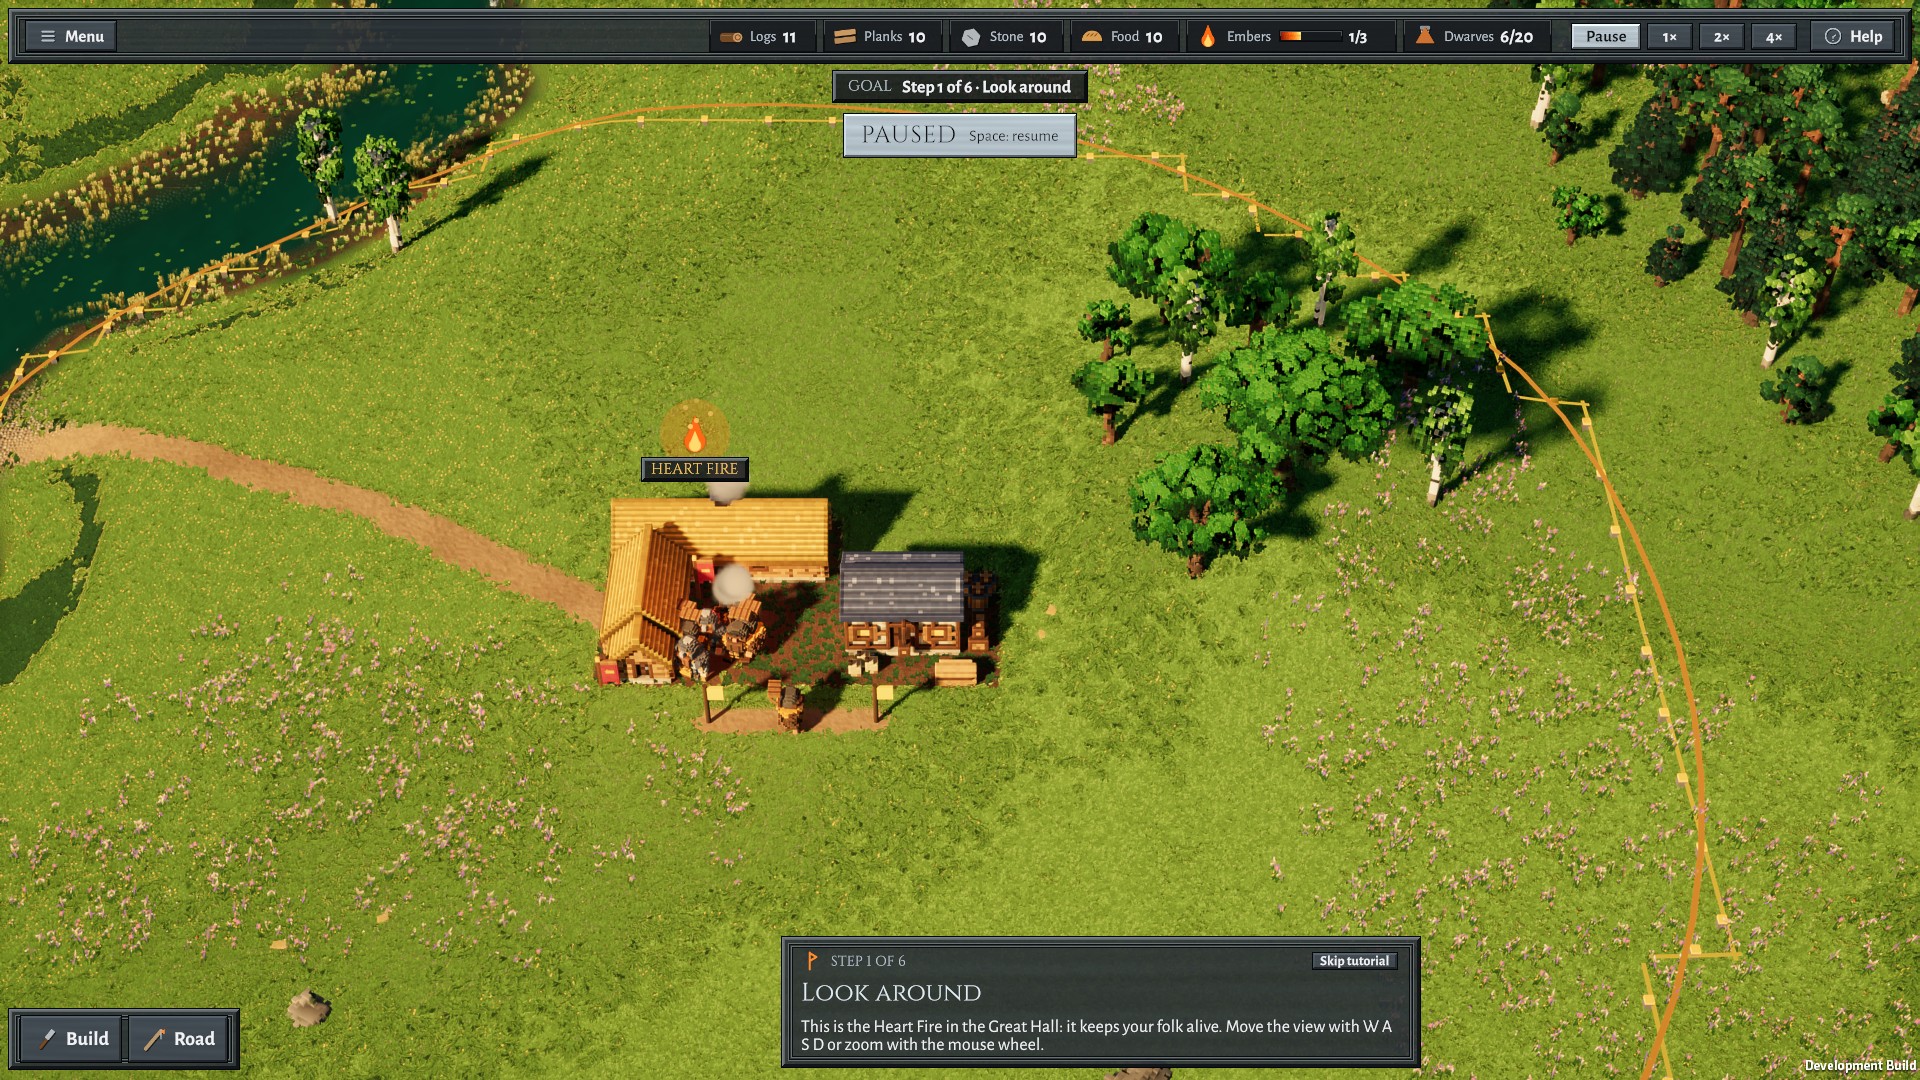 Menu
Logs 11
Planks 10
Stone 10
Food 10
Embers 1/3
Dwarves 6/20
Pause
1×
2×
4×
Help
GOAL Step 1 of 6 · Look around
PAUSED Space: resume
HEART FIRE
STEP 1 OF 6
Skip tutorial
LOOK AROUND
This is the Heart Fire in the Great Hall: it keeps your folk alive. Move the view with W A
S D or zoom with the mouse wheel.
Build
Road
Development Build